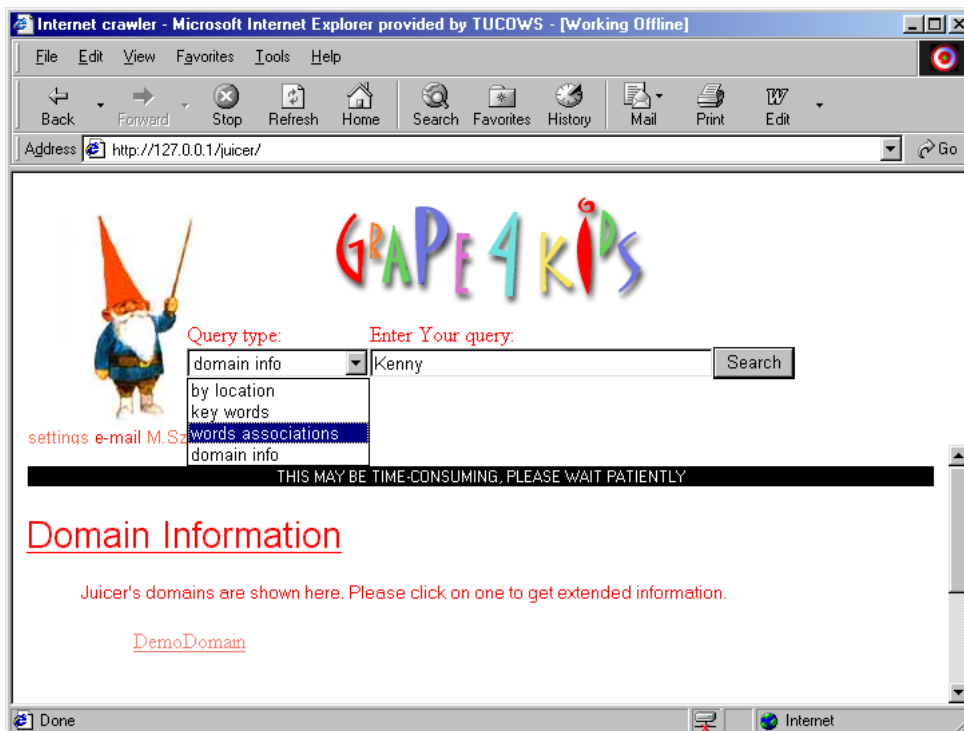 Internet crawler - Microsoft Internet Explorer provided by TUCOWS - [Working Offline]
File Edit View Favorites Tools Help
Back Forward Stop Refresh Home Search Favorites History Mail Print Edit
Address http://127.0.0.1/juicer/ Go
GRAPE 4 KiDS
Query type: Enter Your query:
domain info Kenny Search
by location
key words
settings e-mail M.Sz words associations
domain info
THIS MAY BE TIME-CONSUMING, PLEASE WAIT PATIENTLY
Domain Information
Juicer's domains are shown here. Please click on one to get extended information.
DemoDomain
Done Internet